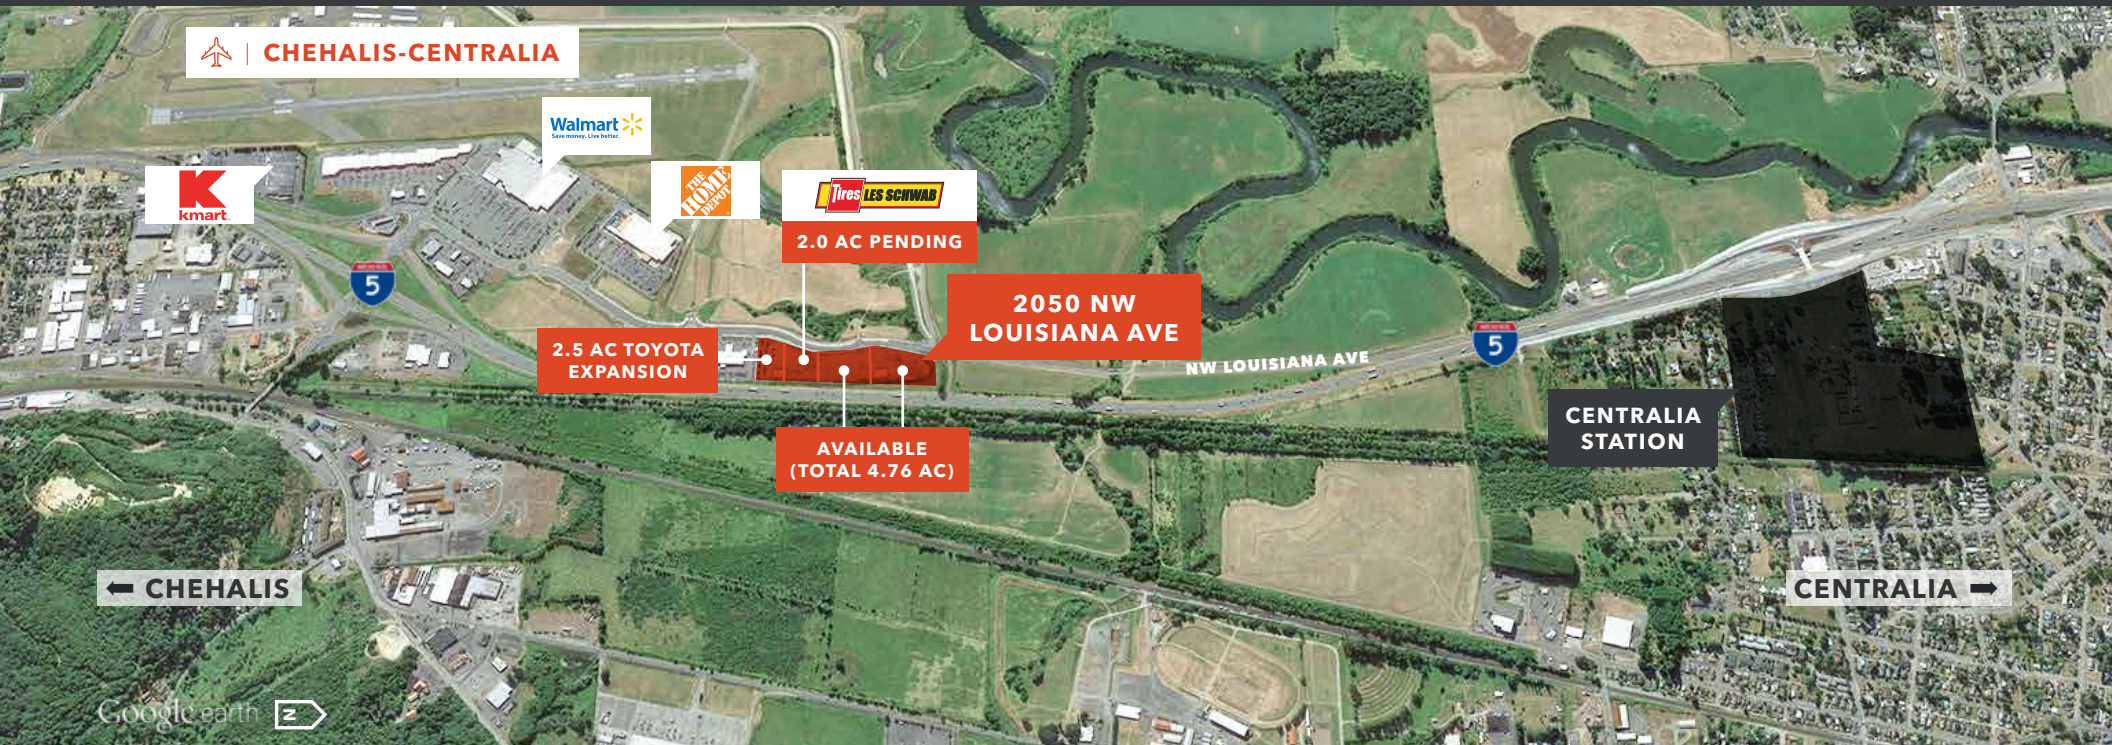 CHEHALIS-CENTRALIA
Walmart
Save money. Live better.
kmart
THE
HOME
DEPOT
Tires LES SCHWAB
2.0 AC PENDING
5
2050 NW
LOUISIANA AVE
2.5 AC TOYOTA
EXPANSION
5
NW LOUISIANA AVE
CENTRALIA
STATION
AVAILABLE
(TOTAL 4.76 AC)
CHEHALIS
CENTRALIA
Google earth
N